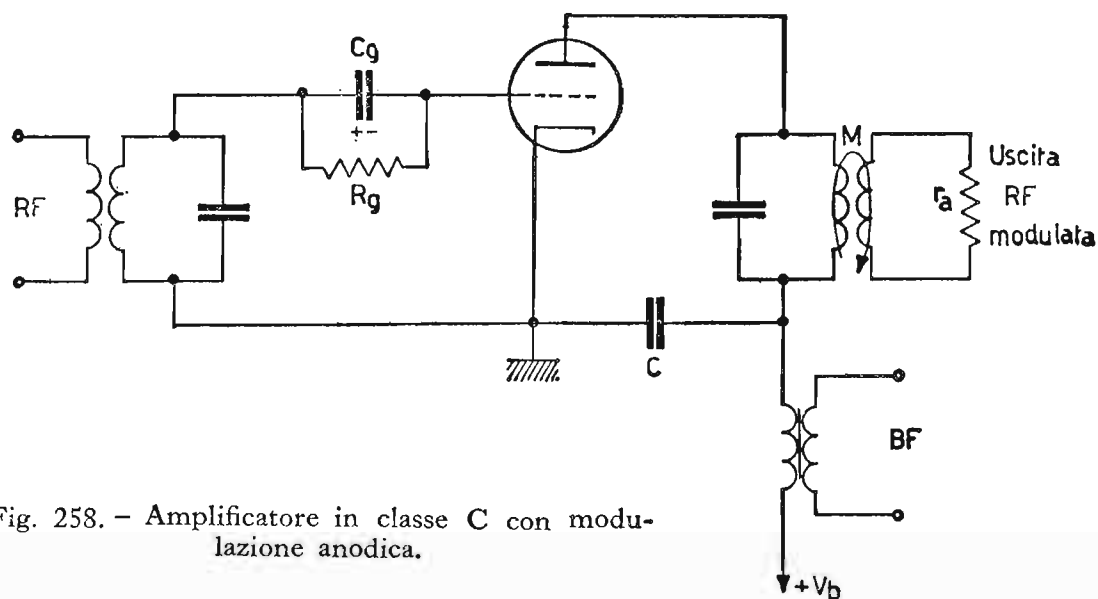 Cg
+-
Rg
RF
M
ra
Uscita
RF
modulata
C
BF
+Vb
Fig. 258. – Amplificatore in classe C con modu-
lazione anodica.